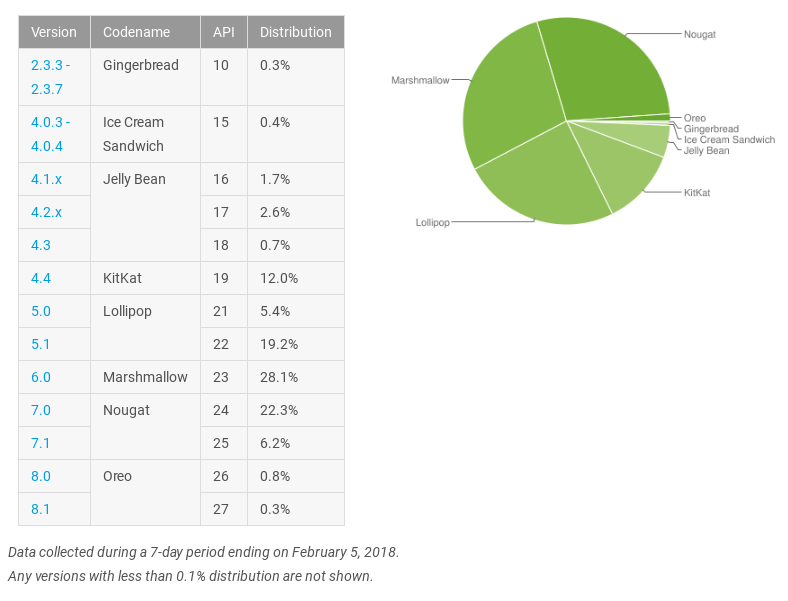 Version Codename API Distribution
2.3.3 - Gingerbread 10 0.3%
2.3.7
4.0.3 - Ice Cream 15 0.4%
4.0.4 Sandwich
4.1.x Jelly Bean 16 1.7%
4.2.x 17 2.6%
4.3 18 0.7%
4.4 KitKat 19 12.0%
5.0 Lollipop 21 5.4%
5.1 22 19.2%
6.0 Marshmallow 23 28.1%
7.0 Nougat 24 22.3%
7.1 25 6.2%
8.0 Oreo 26 0.8%
8.1 27 0.3%
Nougat
Marshmallow
Oreo
Gingerbread
Ice Cream Sandwich
Jelly Bean
KitKat
Lollipop
Data collected during a 7-day period ending on February 5, 2018.
Any versions with less than 0.1% distribution are not shown.